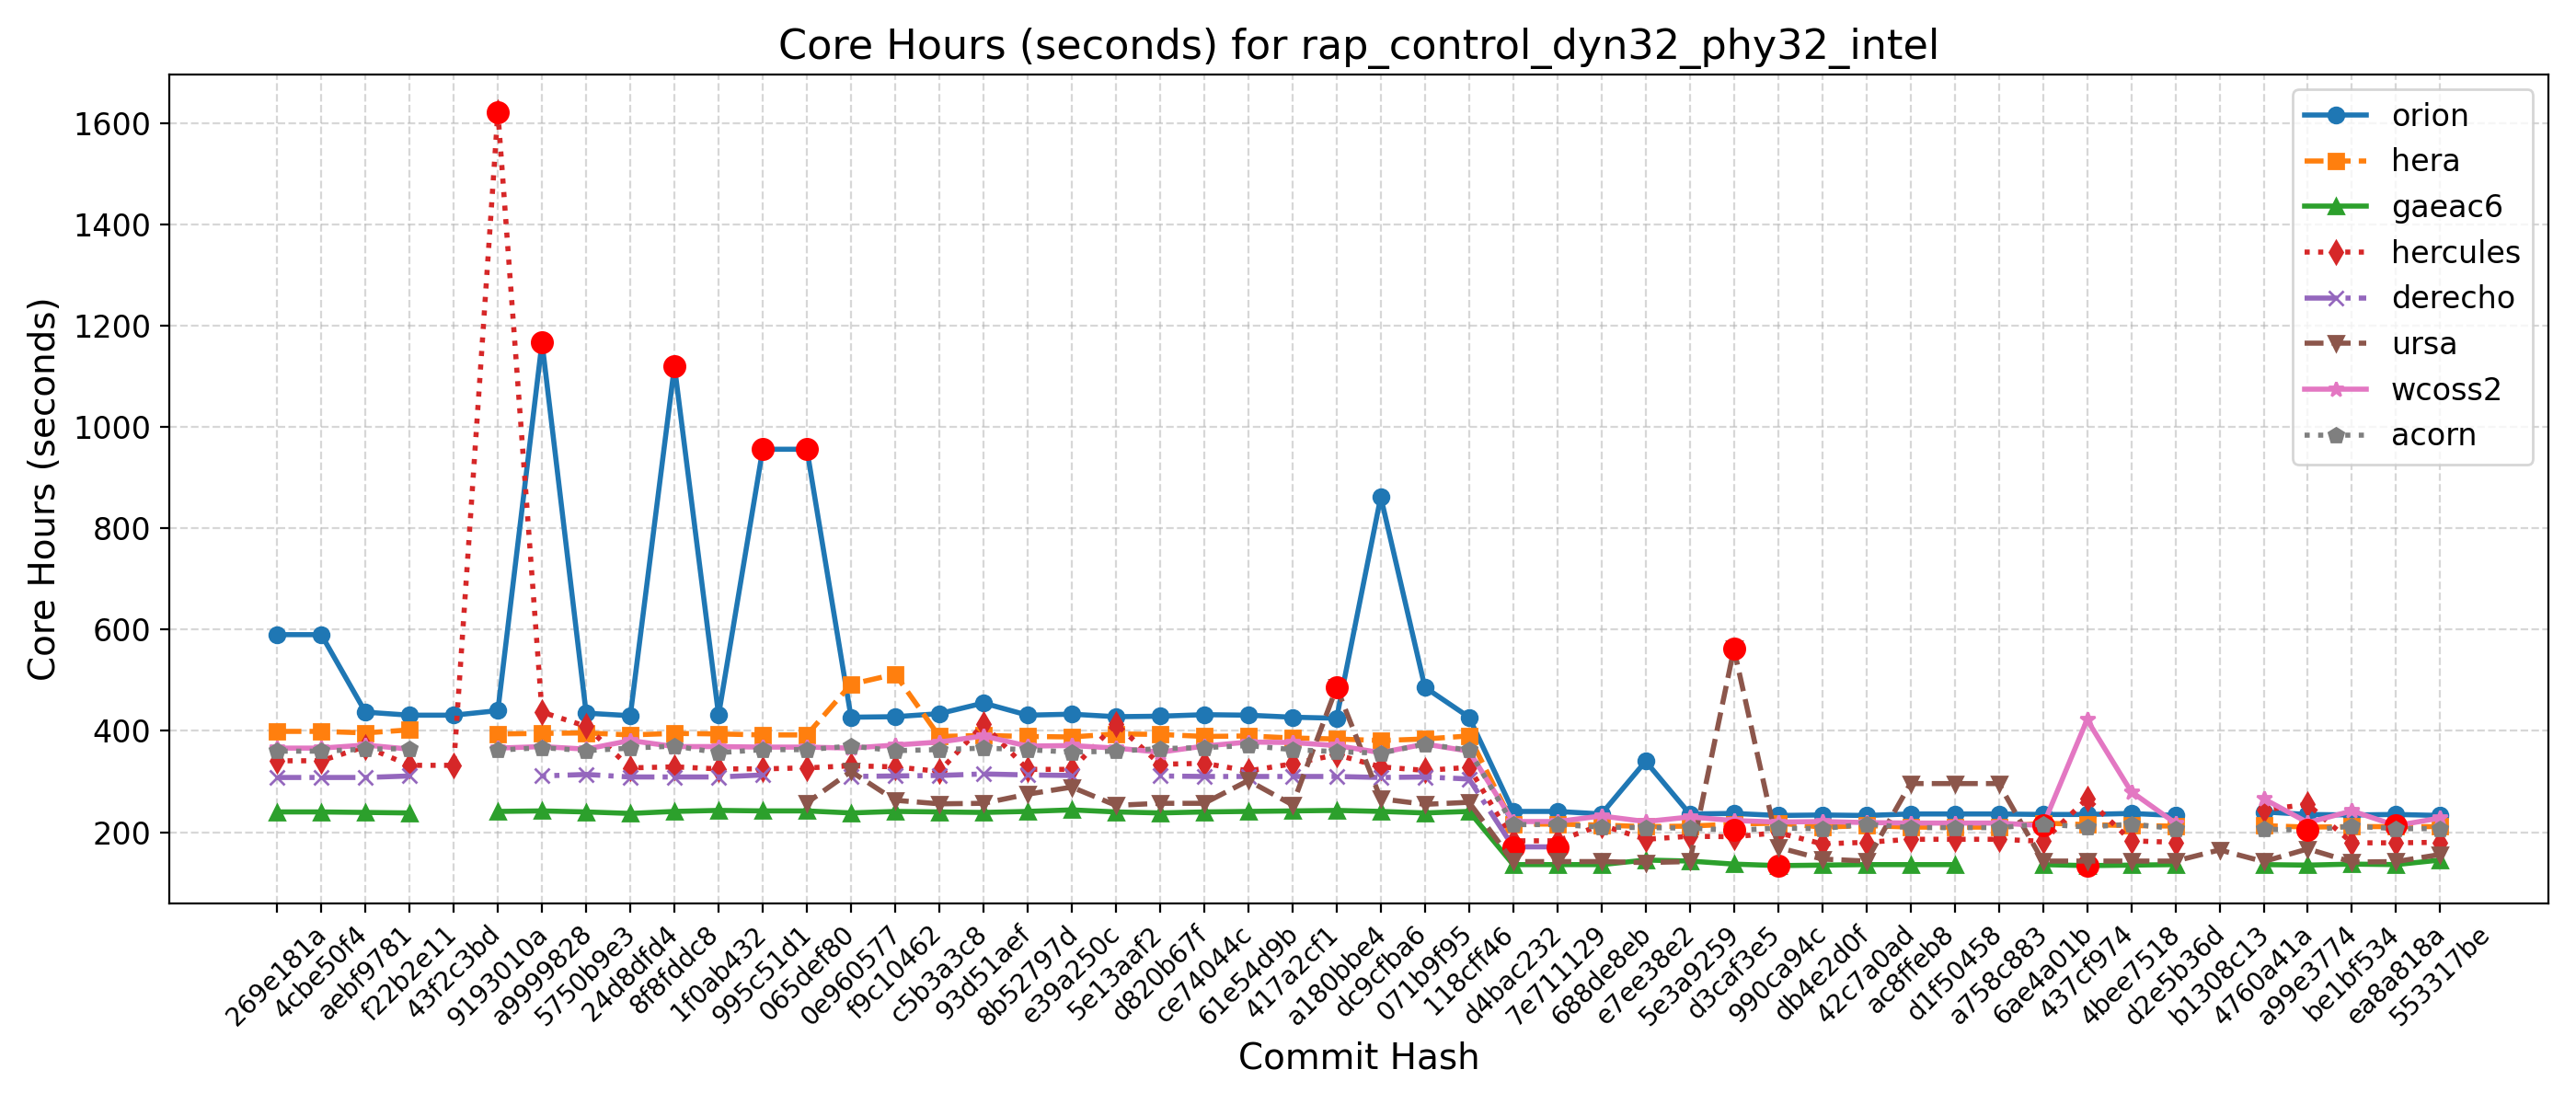 Core Hours (seconds) for rap_control_dyn32_phy32_intel
Core Hours (seconds)
1600
1400
1200
1000
800
600
400
200
orion
hera
gaeac6
hercules
derecho
ursa
wcoss2
acorn
269e181a
4cbe50f4
aebf9781
f22b2e11
43f2c3bd
9193010a
a9999828
5750b9e3
24d8dfd4
8f8fddc8
1f0ab432
995c51d1
065def80
0e960577
f9c10462
c5b3a3c8
93d51aef
8b52797d
e39a250c
5e13aaf2
d820b67f
ce74044c
61e54d9b
417a2cf1
a180bbe4
dc9cfba6
071b9f95
118cff46
d4bac232
7e711129
688de8eb
e7ee38e2
5e3a9259
d3caf3e5
990ca94c
db4e2d0f
42c7a0ad
ac8ffeb8
d1f50458
a758c883
6ae4a01b
437cf974
4bee7518
d2e5b36d
b1308c13
4760a41a
a99e3774
be1bf534
ea8a818a
553317be
Commit Hash